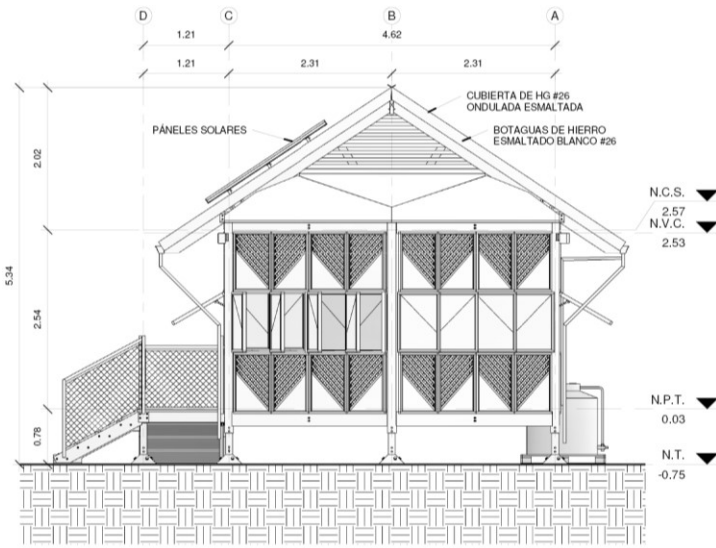 D C B A
1.21 4.62
1.21 2.31 2.31
CUBIERTA DE HG #26
ONDULADA ESMALTADA
PÁNELES SOLARES
BOTAGUAS DE HIERRO
ESMALTADO BLANCO #26
2.02
N.C.S.
2.57
N.V.C.
2.53
5.34
2.54
N.P.T.
0.03
0.78
N.T.
-0.75